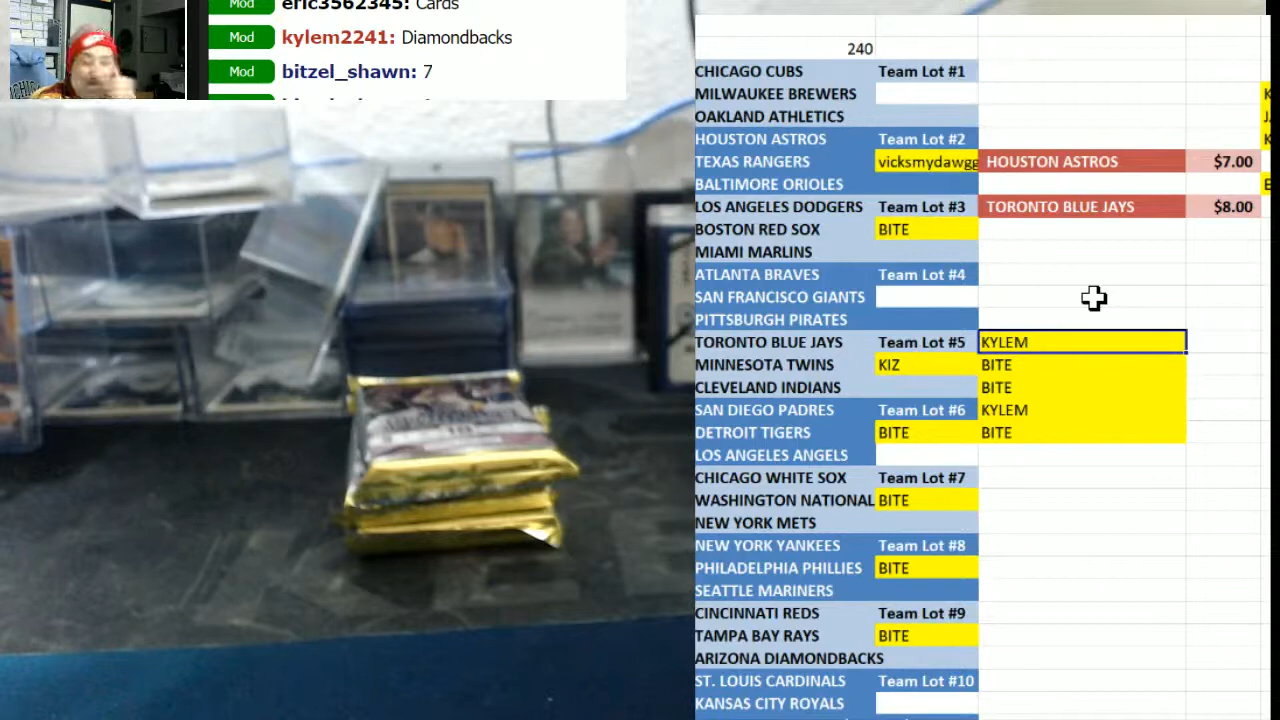 Mod eric3562345: Cards
Mod kylem2241: Diamondbacks
Mod bitzel_shawn: 7
Mod
240
CHICAGO CUBS Team Lot #1
MILWAUKEE BREWERS
OAKLAND ATHLETICS
HOUSTON ASTROS Team Lot #2
TEXAS RANGERS vicksmydawgg HOUSTON ASTROS $7.00
BALTIMORE ORIOLES
LOS ANGELES DODGERS Team Lot #3 TORONTO BLUE JAYS $8.00
BOSTON RED SOX BITE
MIAMI MARLINS
ATLANTA BRAVES Team Lot #4
SAN FRANCISCO GIANTS
PITTSBURGH PIRATES
TORONTO BLUE JAYS Team Lot #5 KYLEM
MINNESOTA TWINS KIZ BITE
CLEVELAND INDIANS BITE
SAN DIEGO PADRES Team Lot #6 KYLEM
DETROIT TIGERS BITE BITE
LOS ANGELS ANGELS
CHICAGO WHITE SOX Team Lot #7
WASHINGTON NATIONAL BITE
NEW YORK METS
NEW YORK YANKEES Team Lot #8
PHILADELPHIA PHILLIES BITE
SEATTLE MARINERS
CINCINNATI REDS Team Lot #9
TAMPA BAY RAYS BITE
ARIZONA DIAMONDBACKS
ST. LOUIS CARDINALS Team Lot #10
KANSAS CITY ROYALS